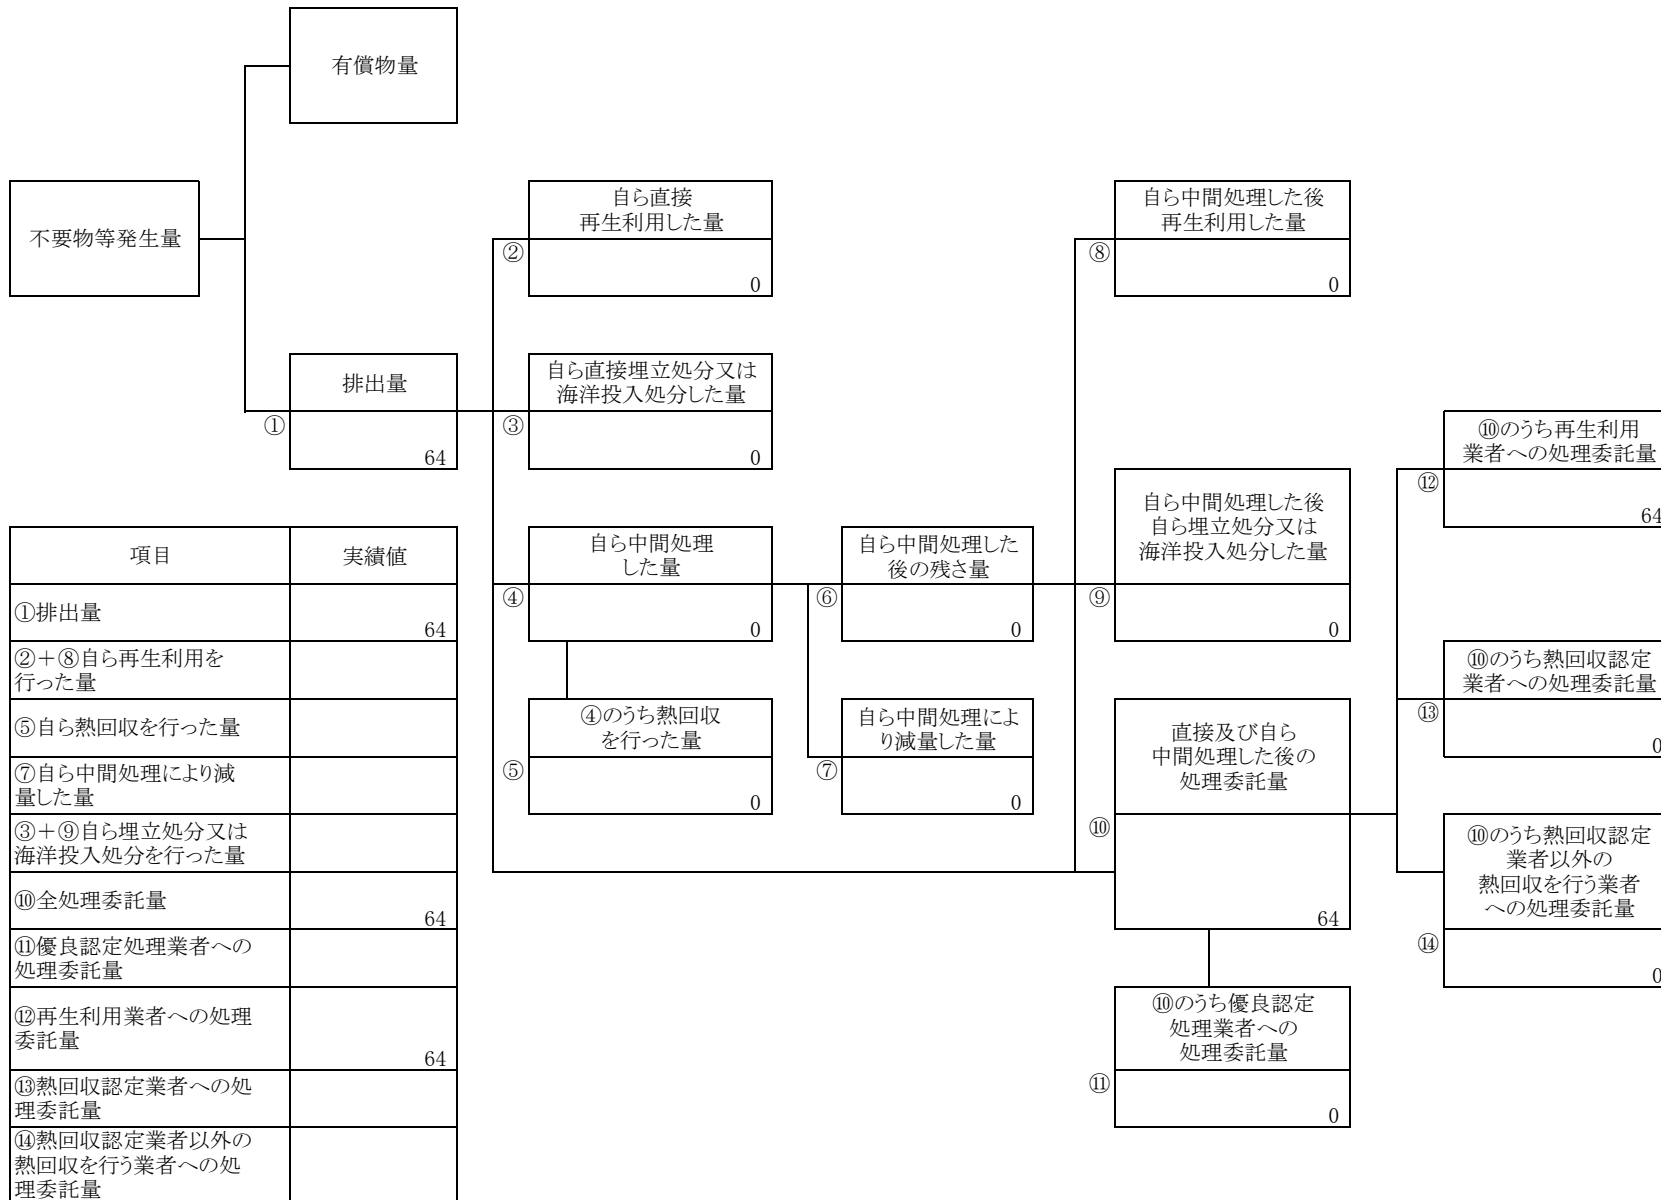 有償物量
不要物等発生量
自ら直接
再生利用した量
②
0
自ら中間処理した後
再生利用した量
⑧
0
排出量
①
64
自ら直接埋立処分又は
海洋投入処分した量
③
0
⑩のうち再生利用
業者への処理委託量
⑫
64
自ら中間処理した後
自ら埋立処分又は
海洋投入処分した量
⑨
0
自ら中間処理
した量
④
0
自ら中間処理した
後の残さ量
⑥
0
⑩のうち熱回収認定
業者への処理委託量
⑬
0
④のうち熱回収
を行った量
⑤
0
自ら中間処理によ
り減量した量
⑦
0
直接及び自ら
中間処理した後の
処理委託量
⑩
64
⑩のうち熱回収認定
業者以外の
熱回収を行う業者
への処理委託量
⑭
0
⑩のうち優良認定
処理業者への
処理委託量
⑪
0
項目
実績値
①排出量
64
②+⑧自ら再生利用を
行った量
⑤自ら熱回収を行った量
⑦自ら中間処理により減
量した量
③+⑨自ら埋立処分又は
海洋投入処分を行った量
⑩全処理委託量
64
⑪優良認定処理業者への
処理委託量
⑫再生利用業者への処理
委託量
64
⑬熱回収認定業者への処
理委託量
⑭熱回収認定業者以外の
熱回収を行う業者への処
理委託量